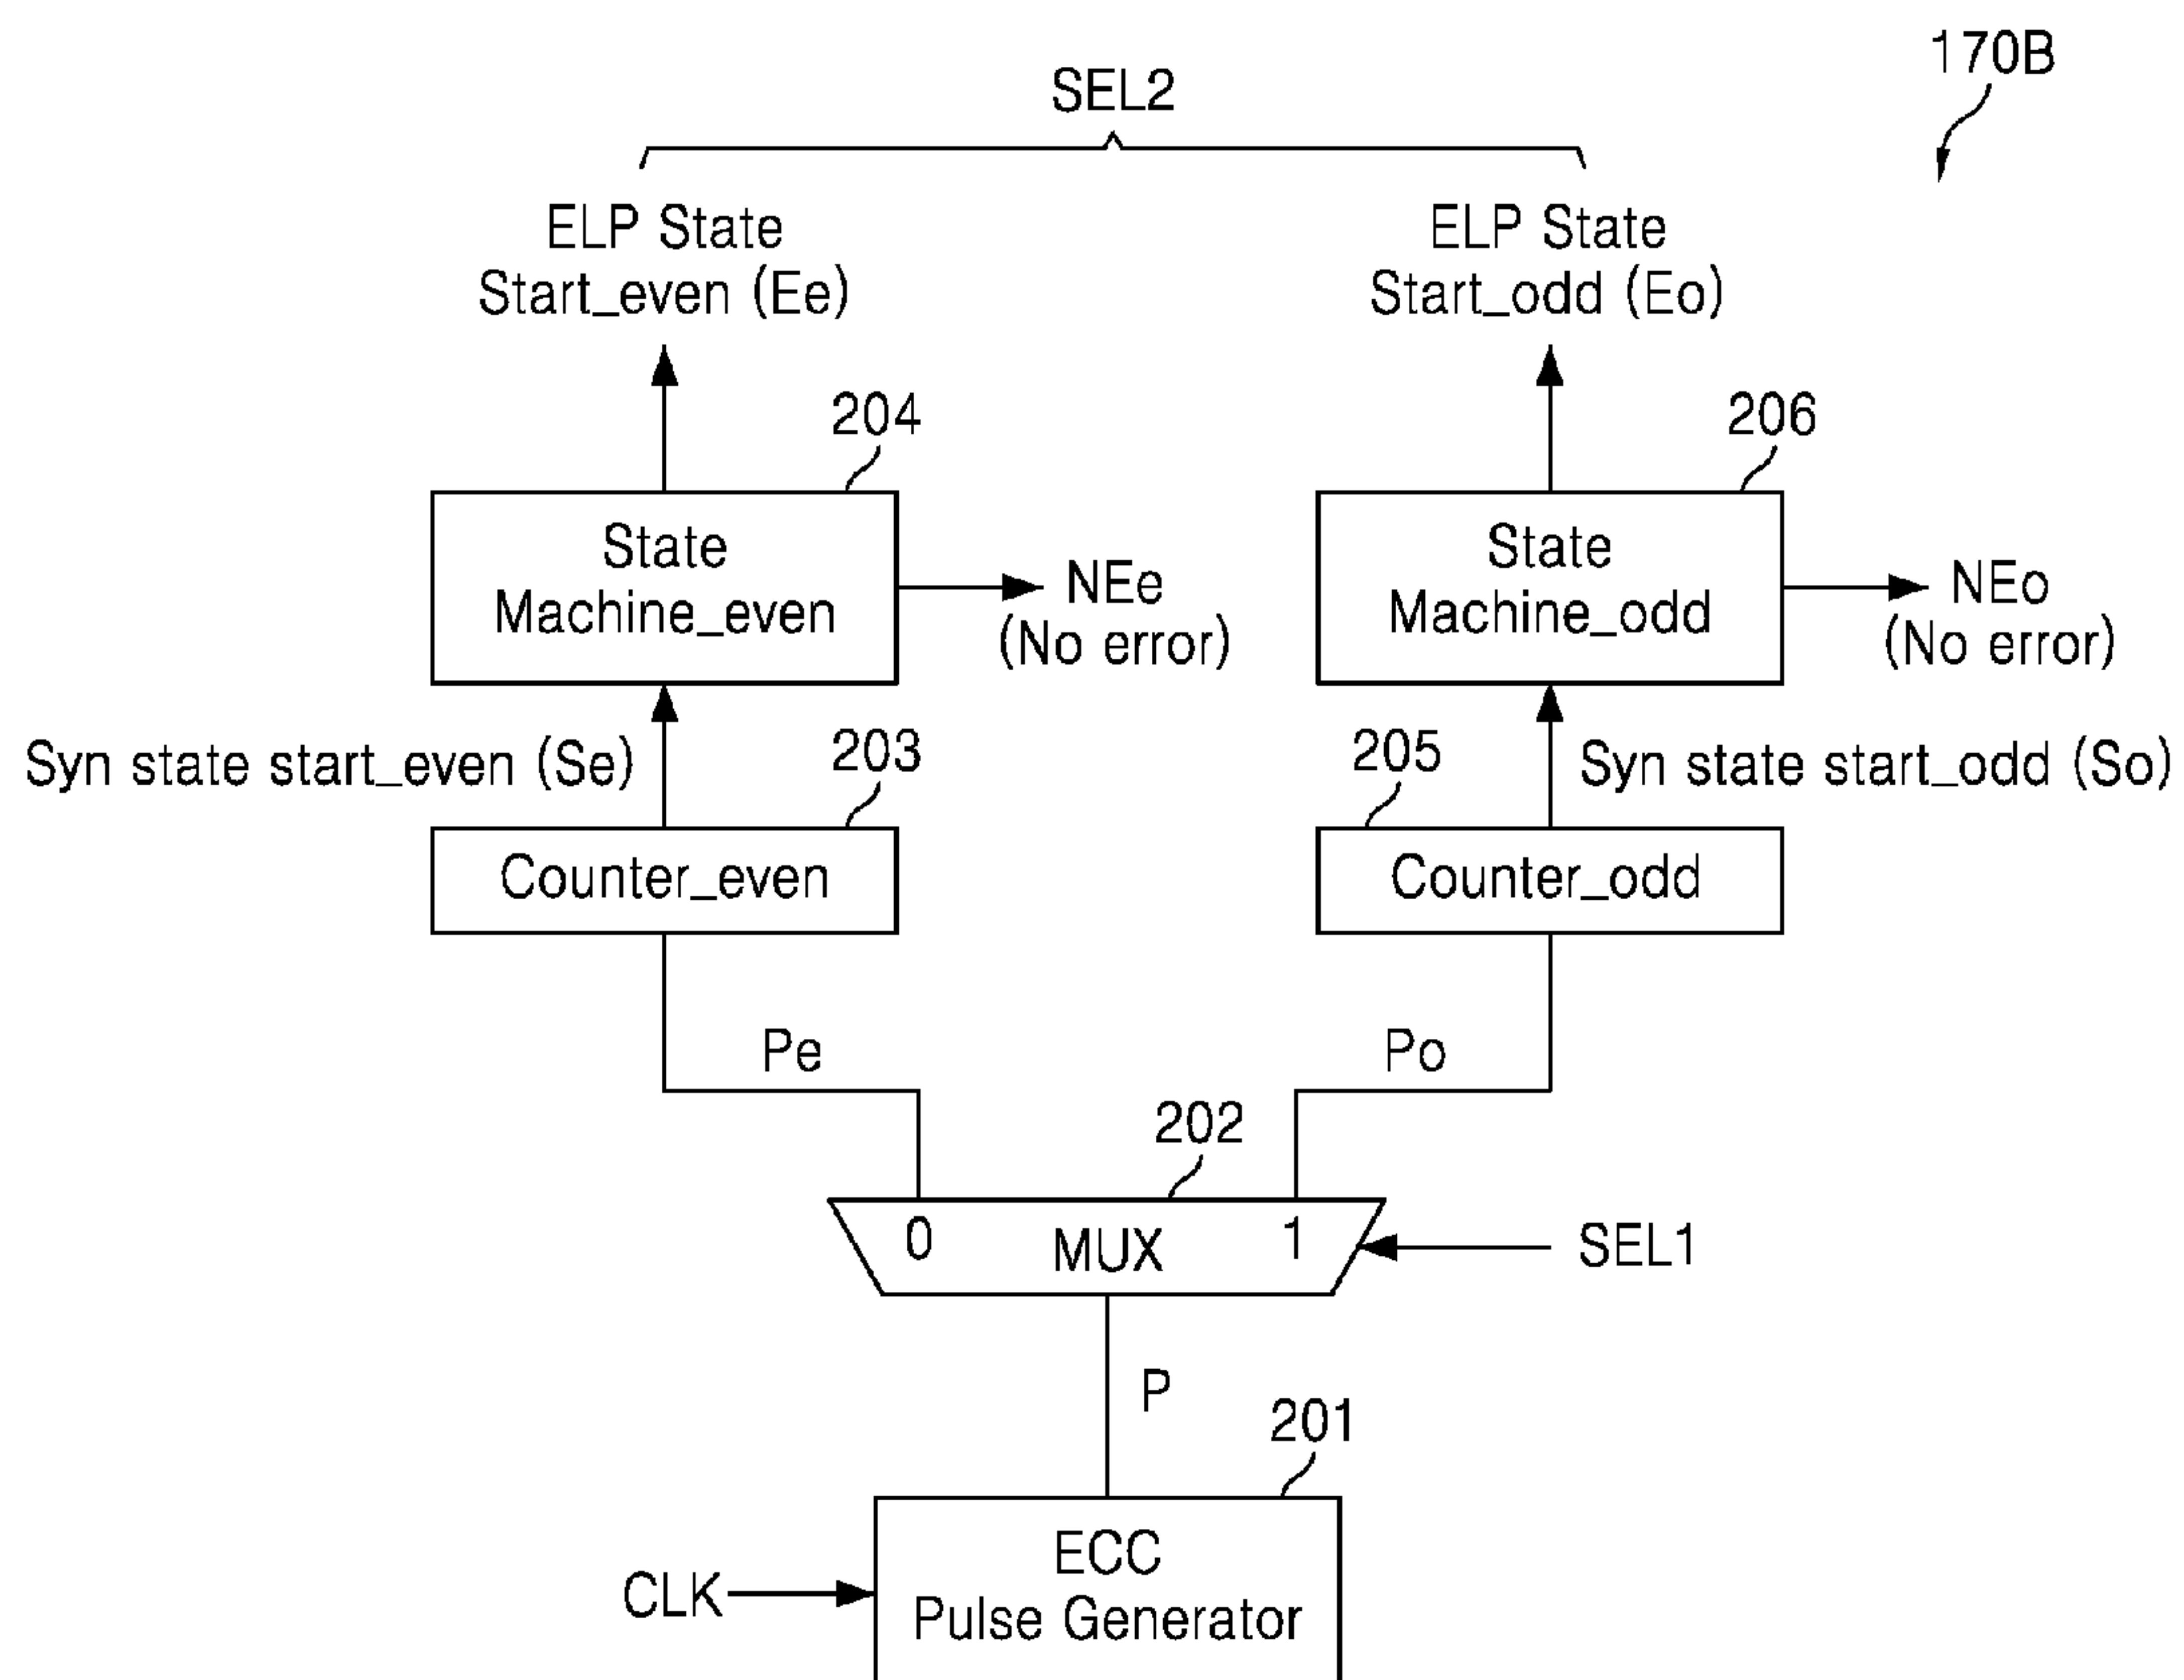 170B
SEL2
ELP State
Start_even (Ee)
ELP State
Start_odd (Eo)
204
206
State
Machine_even
NEe
(No error)
State
Machine_odd
NEo
(No error)
Syn state start_even (Se)
203
205
Syn state start_odd (So)
Counter_even
Counter_odd
Pe
Po
202
0
MUX
1
SEL1
P
201
CLK
ECC
Pulse Generator